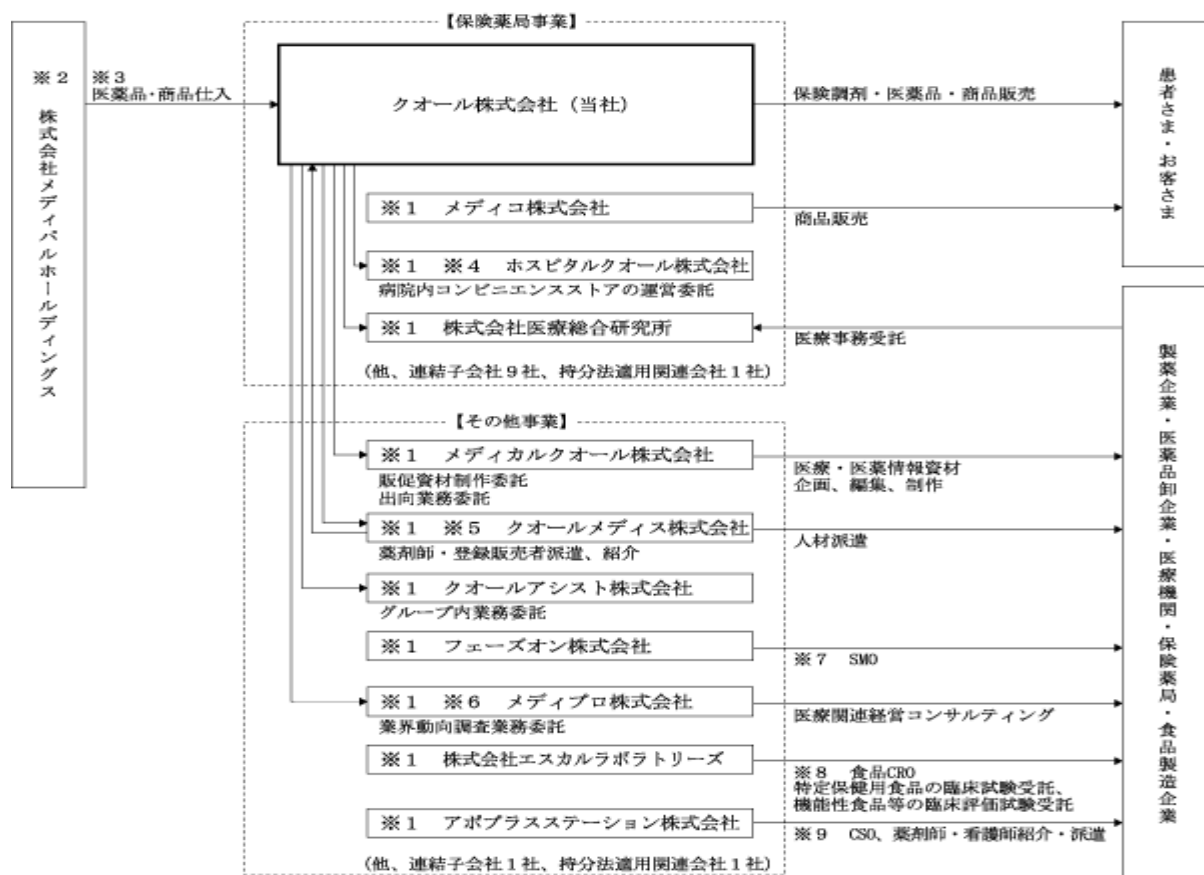 【保険薬局事業】
※２ 株式会社メディパルホールディングス
※３
医薬品・商品仕入
クオール株式会社（当社）
保険調剤・医薬品・商品販売
患者さま・お客さま
※１ メディコ株式会社
商品販売
※１ ※４ ホスピタルクオール株式会社
病院内コンビニエンスストアの運営委託
※１ 株式会社医療総合研究所
医療事務受託
（他、連結子会社９社、持分法適用関連会社１社）
製薬企業・医薬品卸企業・医療機関・保険薬局・食品製造企業
【その他事業】
※１ メディカルクオール株式会社
販促資材制作委託
出向業務委託
医療・医薬情報資材
企画、編集、制作
※１ ※５ クオールメディス株式会社
薬剤師・登録販売者派遣、紹介
人材派遣
※１ クオールアシスト株式会社
グループ内業務委託
※１ フェーズオン株式会社
※７ SMO
※１ ※６ メディプロ株式会社
業界動向調査業務委託
医療関連経営コンサルティング
※１ 株式会社エスカルラボラトリーズ
※８ 食品CRO
特定保健用食品の臨床試験受託、
機能性食品等の臨床評価試験受託
※１ アポプラスステーション株式会社
※９ CSO、薬剤師・看護師紹介・派遣
（他、連結子会社１社、持分法適用関連会社１社）